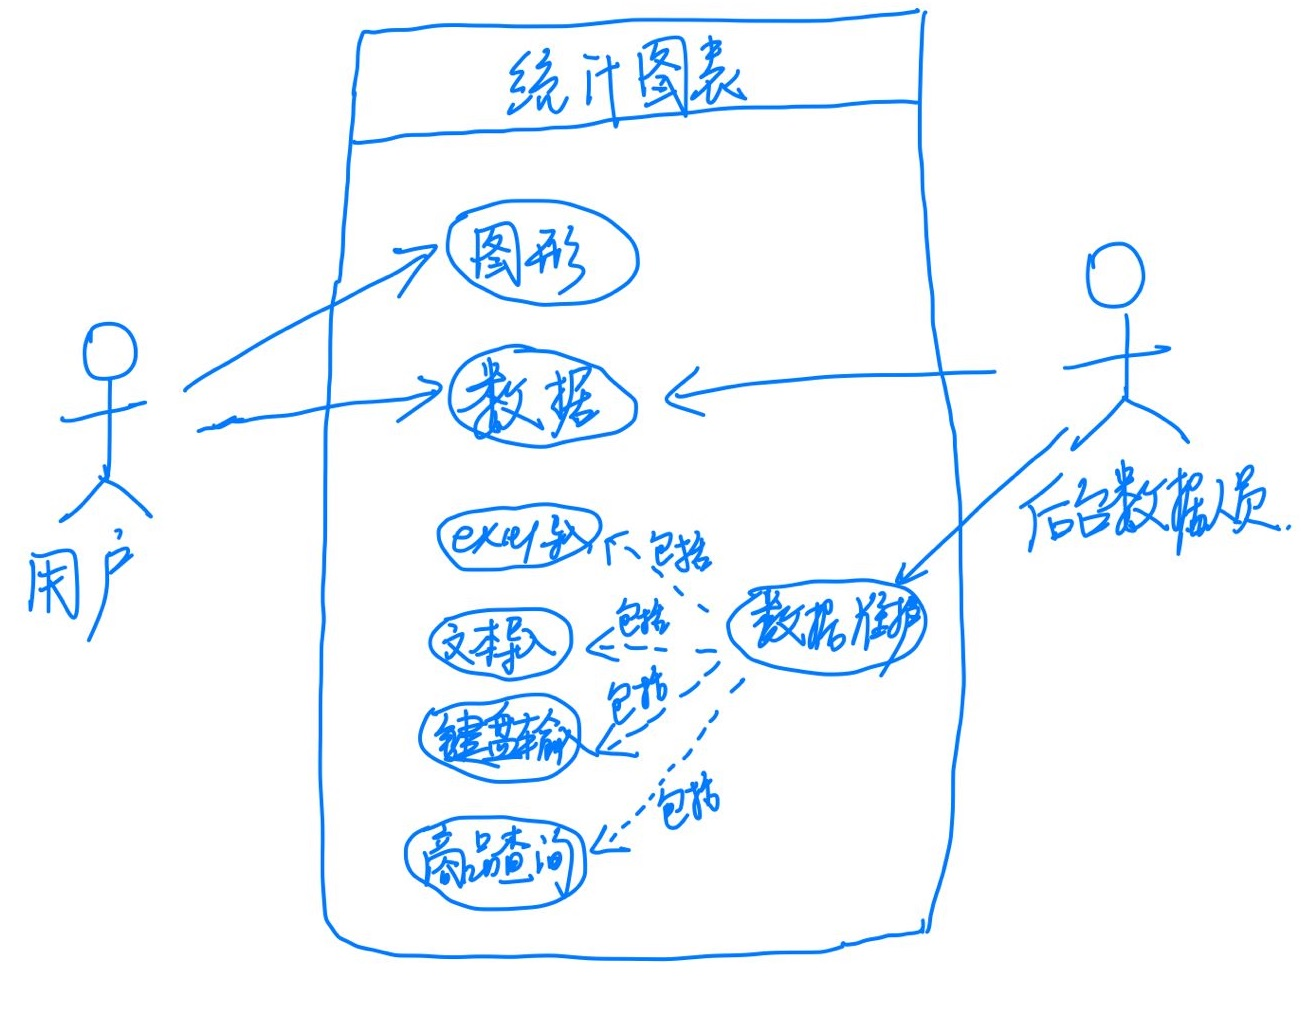 统计图表
图形
数据
用户
后台数据人员
excel导入
包括
数据维护
文本导入
包括
键盘输入
包括
商品查询
包括